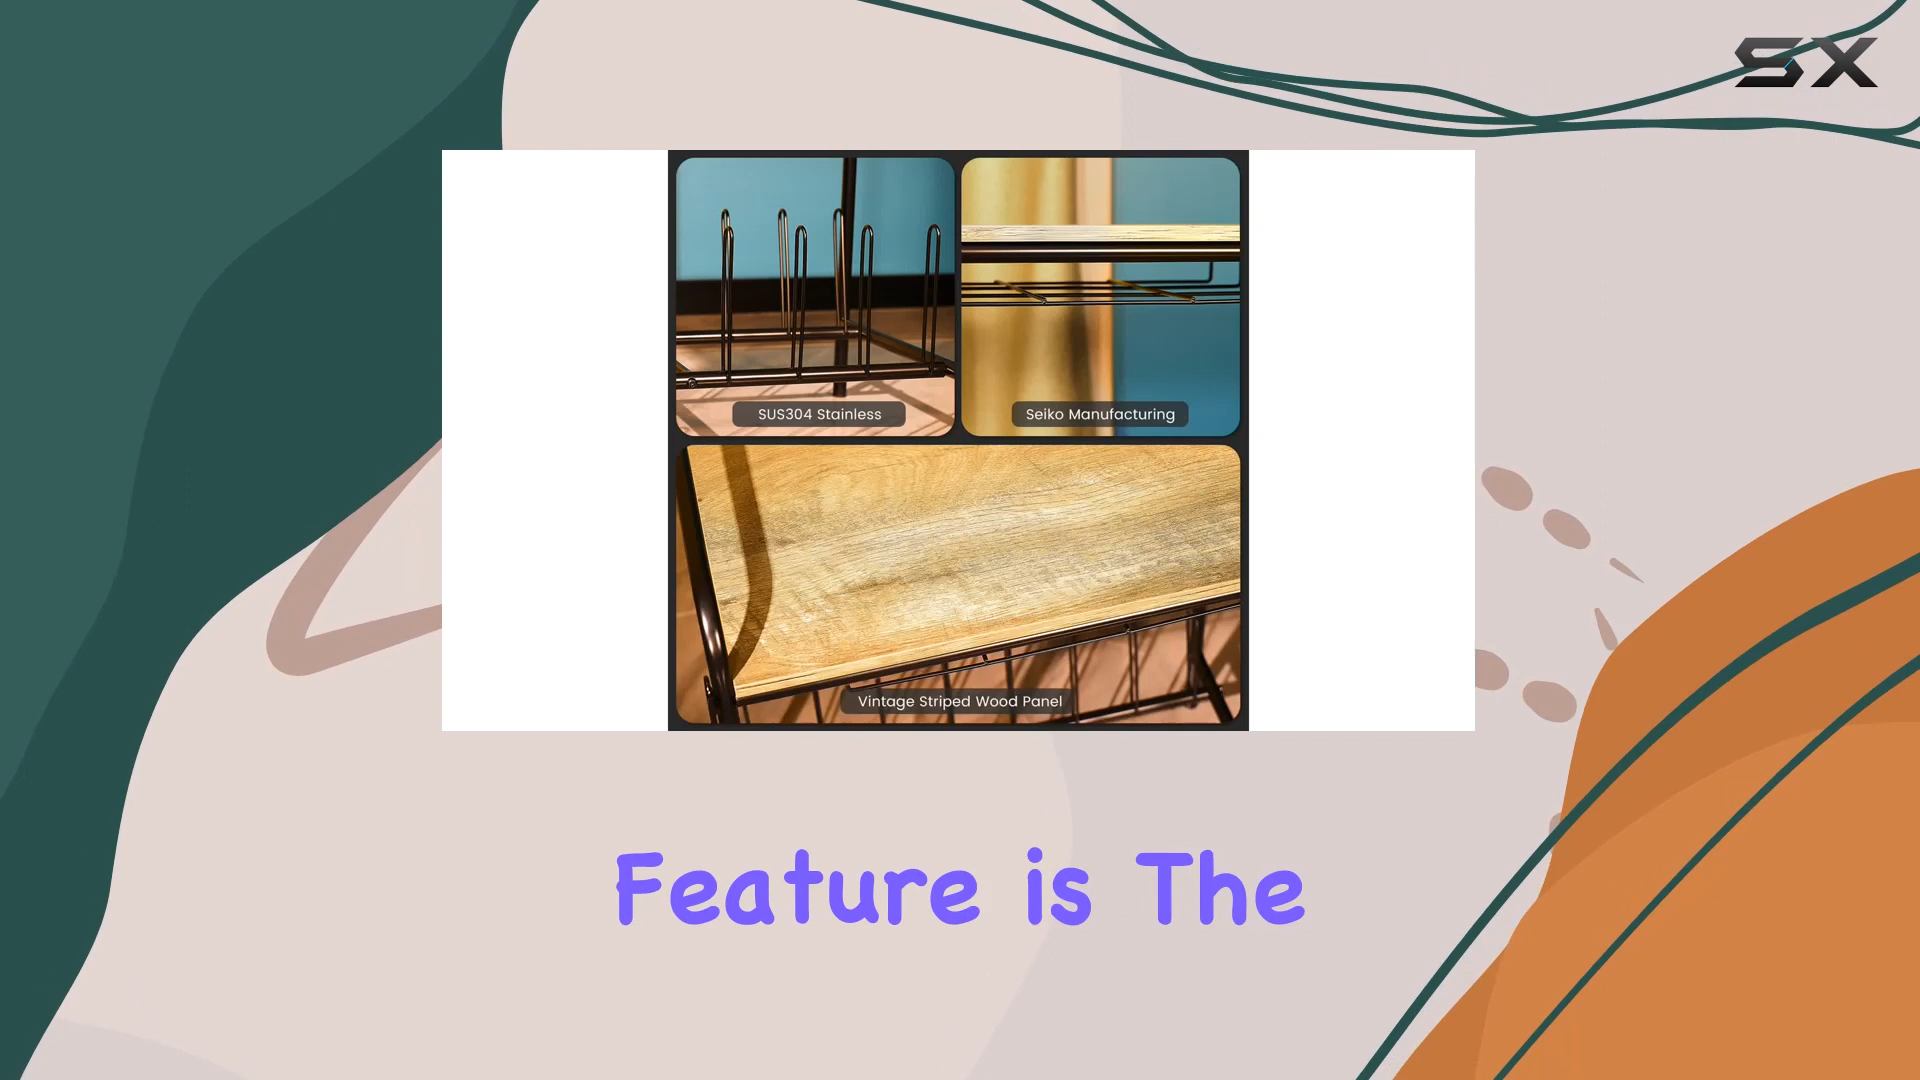 SX
SUS304 Stainless
Seiko Manufacturing
Vintage Striped Wood Panel
Feature is The